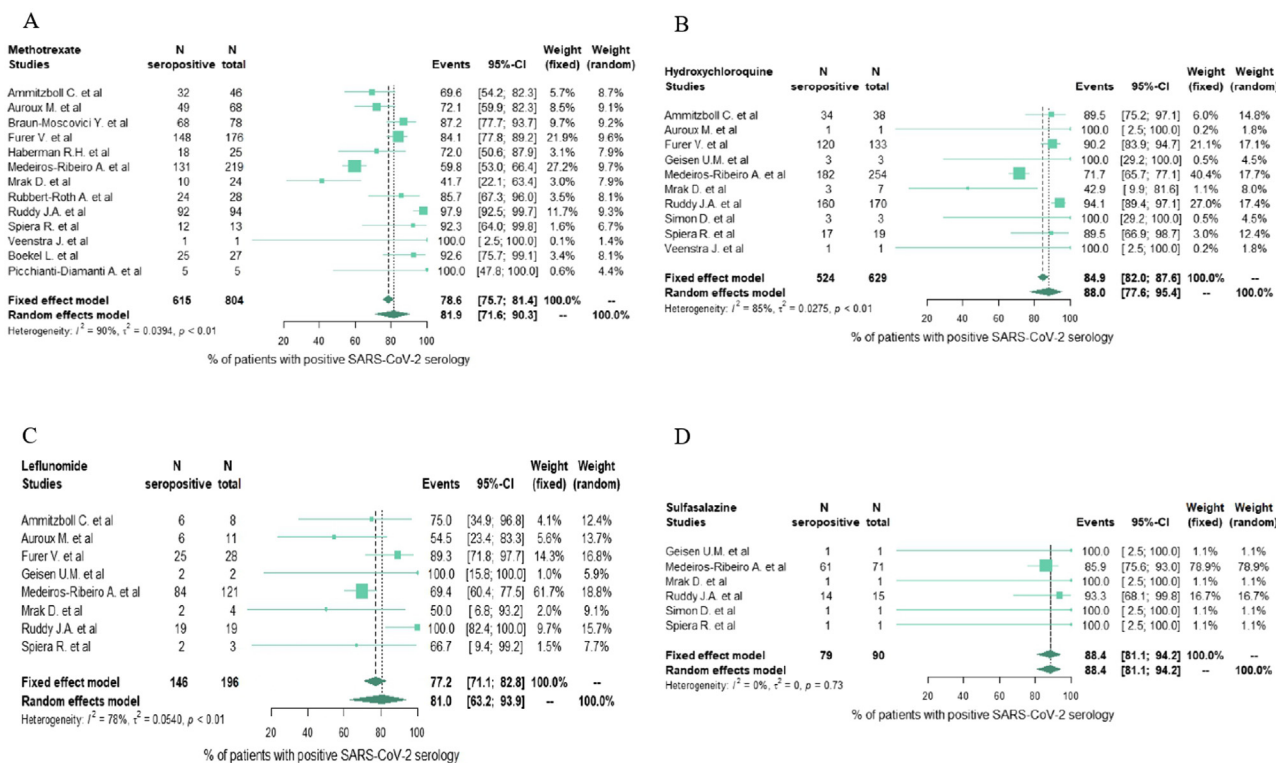 A
Methotrexate N N Weight Weight
Studies seropositive total Events 95%-CI (fixed) (random)
Ammitzboll C. et al 32 46 69.6 [54.2; 82.3] 5.7% 8.7%
Auroux M. et al 49 68 72.1 [59.9; 82.3] 8.5% 9.1%
Braun-Moscovici Y. et al 68 78 87.2 [77.7; 93.7] 9.7% 9.2%
Furer V. et al 148 176 84.1 [77.8; 89.2] 21.9% 9.6%
Haberman R.H. et al 18 25 72.0 [50.6; 87.9] 3.1% 7.9%
Medeiros-Ribeiro A. et al 131 219 59.8 [53.0; 66.4] 27.2% 9.7%
Mrak D. et al 10 24 41.7 [22.1; 63.4] 3.0% 7.9%
Rubbert-Roth A. et al 24 28 85.7 [67.3; 96.0] 3.5% 8.1%
Ruddy J.A. et al 92 94 97.9 [92.5; 99.7] 11.7% 9.3%
Spiera R. et al 12 13 92.3 [64.0; 99.8] 1.6% 6.7%
Veenstra J. et al 1 1 100.0 [ 2.5; 100.0] 0.1% 1.4%
Boekel L. et al 25 27 92.6 [75.7; 99.1] 3.4% 8.1%
Picchianti-Diamanti A. et al 5 5 100.0 [47.8; 100.0] 0.6% 4.4%
Fixed effect model 615 804 78.6 [75.7; 81.4] 100.0% --
Random effects model 81.9 [71.6; 90.3] -- 100.0%
Heterogeneity: I² = 90%, τ² = 0.0394, p < 0.01
20 40 60 80 100
% of patients with positive SARS-CoV-2 serology
B
Hydroxychloroquine N N Weight Weight
Studies seropositive total Events 95%-CI (fixed) (random)
Ammitzboll C. et al 34 38 89.5 [75.2; 97.1] 6.0% 14.8%
Auroux M. et al 1 1 100.0 [ 2.5; 100.0] 0.2% 1.8%
Furer V. et al 120 133 90.2 [83.9; 94.7] 21.1% 17.1%
Geisen U.M. et al 3 3 100.0 [29.2; 100.0] 0.5% 4.5%
Medeiros-Ribeiro A. et al 182 254 71.7 [65.7; 77.1] 40.4% 17.7%
Mrak D. et al 3 7 42.9 [ 9.9; 81.6] 1.1% 8.0%
Ruddy J.A. et al 160 170 94.1 [89.4; 97.1] 27.0% 17.4%
Simon D. et al 3 3 100.0 [29.2; 100.0] 0.5% 4.5%
Spiera R. et al 17 19 89.5 [66.9; 98.7] 3.0% 12.4%
Veenstra J. et al 1 1 100.0 [ 2.5; 100.0] 0.2% 1.8%
Fixed effect model 524 629 84.9 [82.0; 87.6] 100.0% --
Random effects model 88.0 [77.6; 95.4] -- 100.0%
Heterogeneity: I² = 85%, τ² = 0.0275, p < 0.01
20 40 60 80 100
% of patients with positive SARS-CoV-2 serology
C
Leflunomide N N Weight Weight
Studies seropositive total Events 95%-CI (fixed) (random)
Ammitzboll C. et al 6 8 75.0 [34.9; 96.8] 4.1% 12.4%
Auroux M. et al 6 11 54.5 [23.4; 83.3] 5.6% 13.7%
Furer V. et al 25 28 89.3 [71.8; 97.7] 14.3% 16.8%
Geisen U.M. et al 2 2 100.0 [15.8; 100.0] 1.0% 5.9%
Medeiros-Ribeiro A. et al 84 121 69.4 [60.4; 77.5] 61.7% 18.8%
Mrak D. et al 2 4 50.0 [ 6.8; 93.2] 2.0% 9.1%
Ruddy J.A. et al 19 19 100.0 [82.4; 100.0] 9.7% 15.7%
Spiera R. et al 2 3 66.7 [ 9.4; 99.2] 1.5% 7.7%
Fixed effect model 146 196 77.2 [71.1; 82.8] 100.0% --
Random effects model 81.0 [63.2; 93.9] -- 100.0%
Heterogeneity: I² = 78%, τ² = 0.0540, p < 0.01
20 40 60 80 100
% of patients with positive SARS-CoV-2 serology
D
Sulfasalazine N N Weight Weight
Studies seropositive total Events 95%-CI (fixed) (random)
Geisen U.M. et al 1 1 100.0 [ 2.5; 100.0] 1.1% 1.1%
Medeiros-Ribeiro A. et al 61 71 85.9 [75.6; 93.0] 78.9% 78.9%
Mrak D. et al 1 1 100.0 [ 2.5; 100.0] 1.1% 1.1%
Ruddy J.A. et al 14 15 93.3 [68.1; 99.8] 16.7% 16.7%
Simon D. et al 1 1 100.0 [ 2.5; 100.0] 1.1% 1.1%
Spiera R. et al 1 1 100.0 [ 2.5; 100.0] 1.1% 1.1%
Fixed effect model 79 90 88.4 [81.1; 94.2] 100.0% --
Random effects model 88.4 [81.1; 94.2] -- 100.0%
Heterogeneity: I² = 0%, τ² = 0, p = 0.73
20 40 60 80 100
% of patients with positive SARS-CoV-2 serology